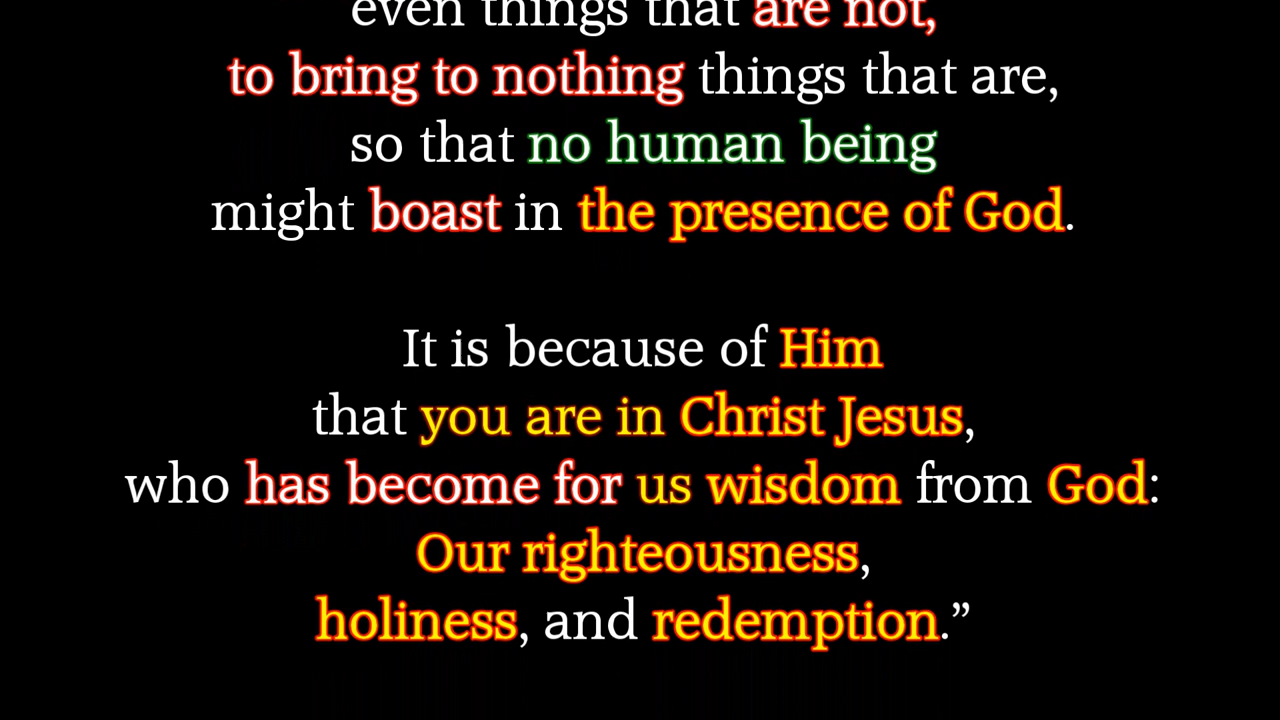 even things that are not,
to bring to nothing things that are,
so that no human being
might boast in the presence of God.
It is because of Him
that you are in Christ Jesus,
who has become for us wisdom from God:
Our righteousness,
holiness, and redemption.”